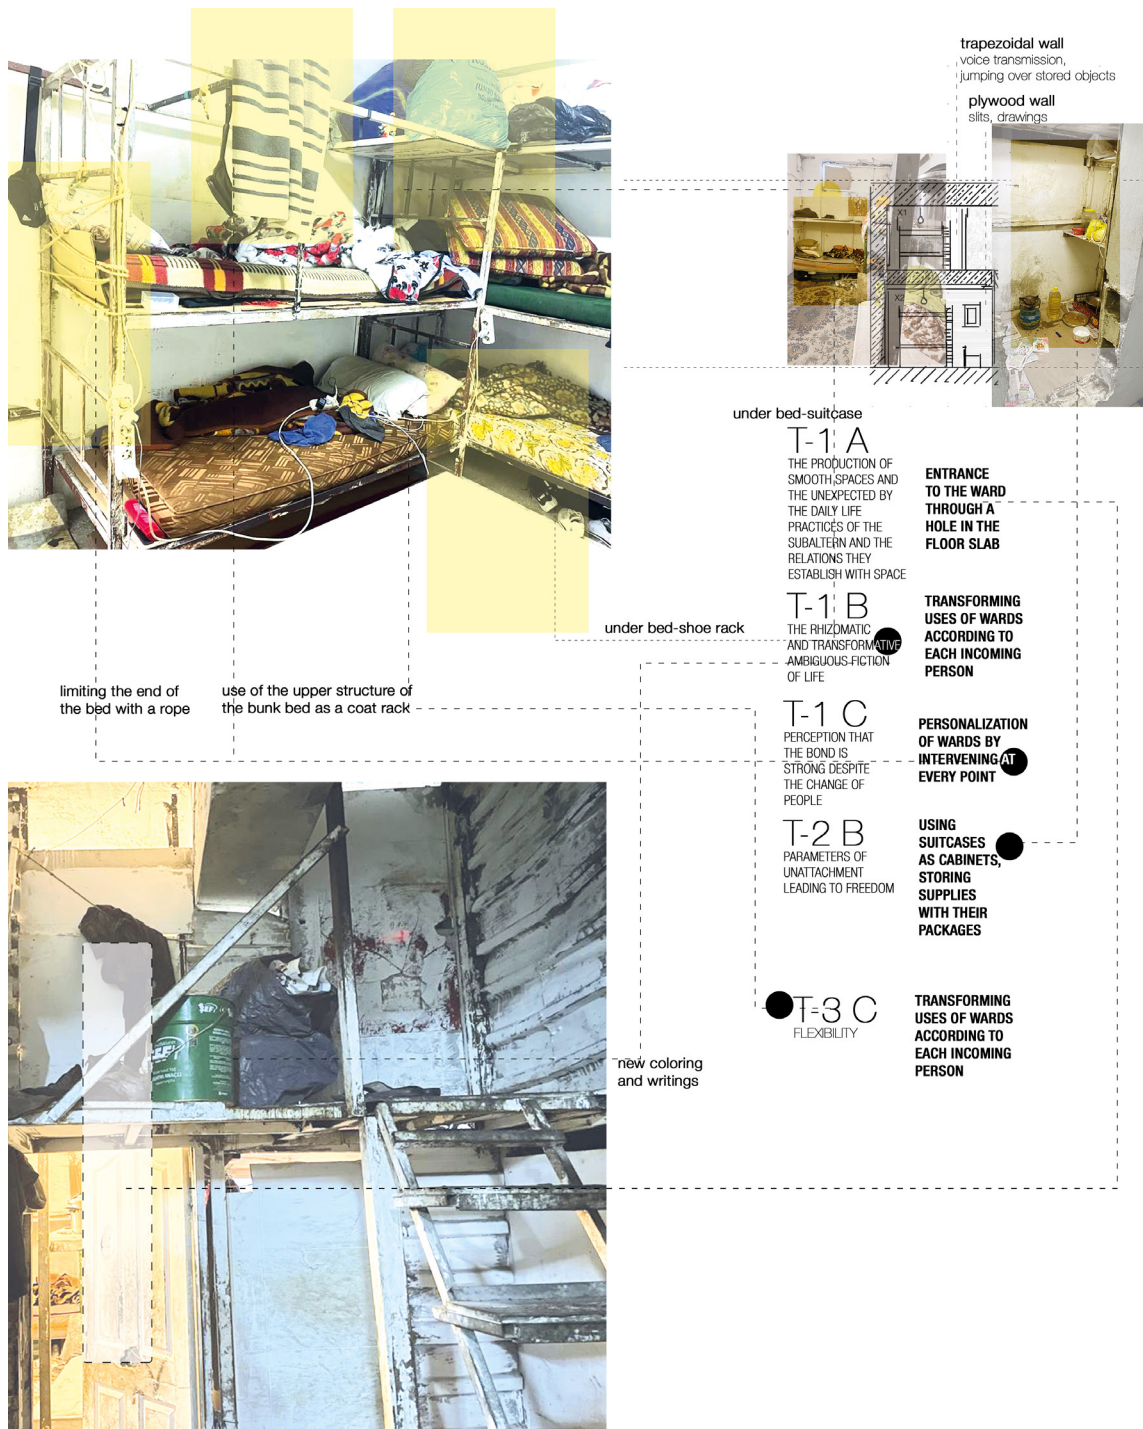 trapezoidal wall
voice transmission,
jumping over stored objects
plywood wall
slits, drawings
X1
X2
under bed-suitcase
T-1 A
THE PRODUCTION OF
SMOOTH SPACES AND
THE UNEXPECTED BY
THE DAILY LIFE
PRACTICES OF THE
SUBALTERN AND THE
RELATIONS THEY
ESTABLISH WITH SPACE
ENTRANCE
TO THE WARD
THROUGH A
HOLE IN THE
FLOOR SLAB
T-1 B
THE RHIZOMATIC
AND TRANSFORMATIVE
AMBIGUOUS FICTION
OF LIFE
TRANSFORMING
USES OF WARDS
ACCORDING TO
EACH INCOMING
PERSON
under bed-shoe rack
limiting the end of
the bed with a rope
use of the upper structure of
the bunk bed as a coat rack
T-1 C
PERCEPTION THAT
THE BOND IS
STRONG DESPITE
THE CHANGE OF
PEOPLE
PERSONALIZATION
OF WARDS BY
INTERVENING AT
EVERY POINT
T-2 B
PARAMETERS OF
UNATTACHMENT
LEADING TO FREEDOM
USING
SUITCASES
AS CABINETS,
STORING
SUPPLIES
WITH THEIR
PACKAGES
T-3 C
FLEXIBILITY
TRANSFORMING
USES OF WARDS
ACCORDING TO
EACH INCOMING
PERSON
new coloring
and writings